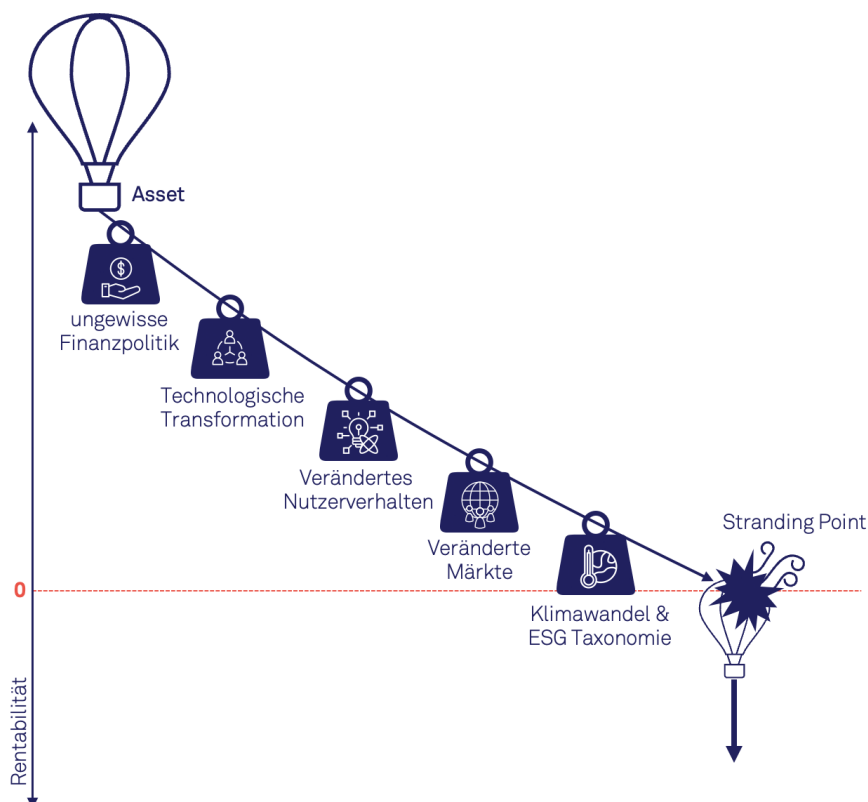 Asset
$
ungewisse
Finanzpolitik
Technologische
Transformation
Verändertes
Nutzerverhalten
Veränderte
Märkte
Stranding Point
0
Klimawandel &
ESG Taxonomie
Rentabilität